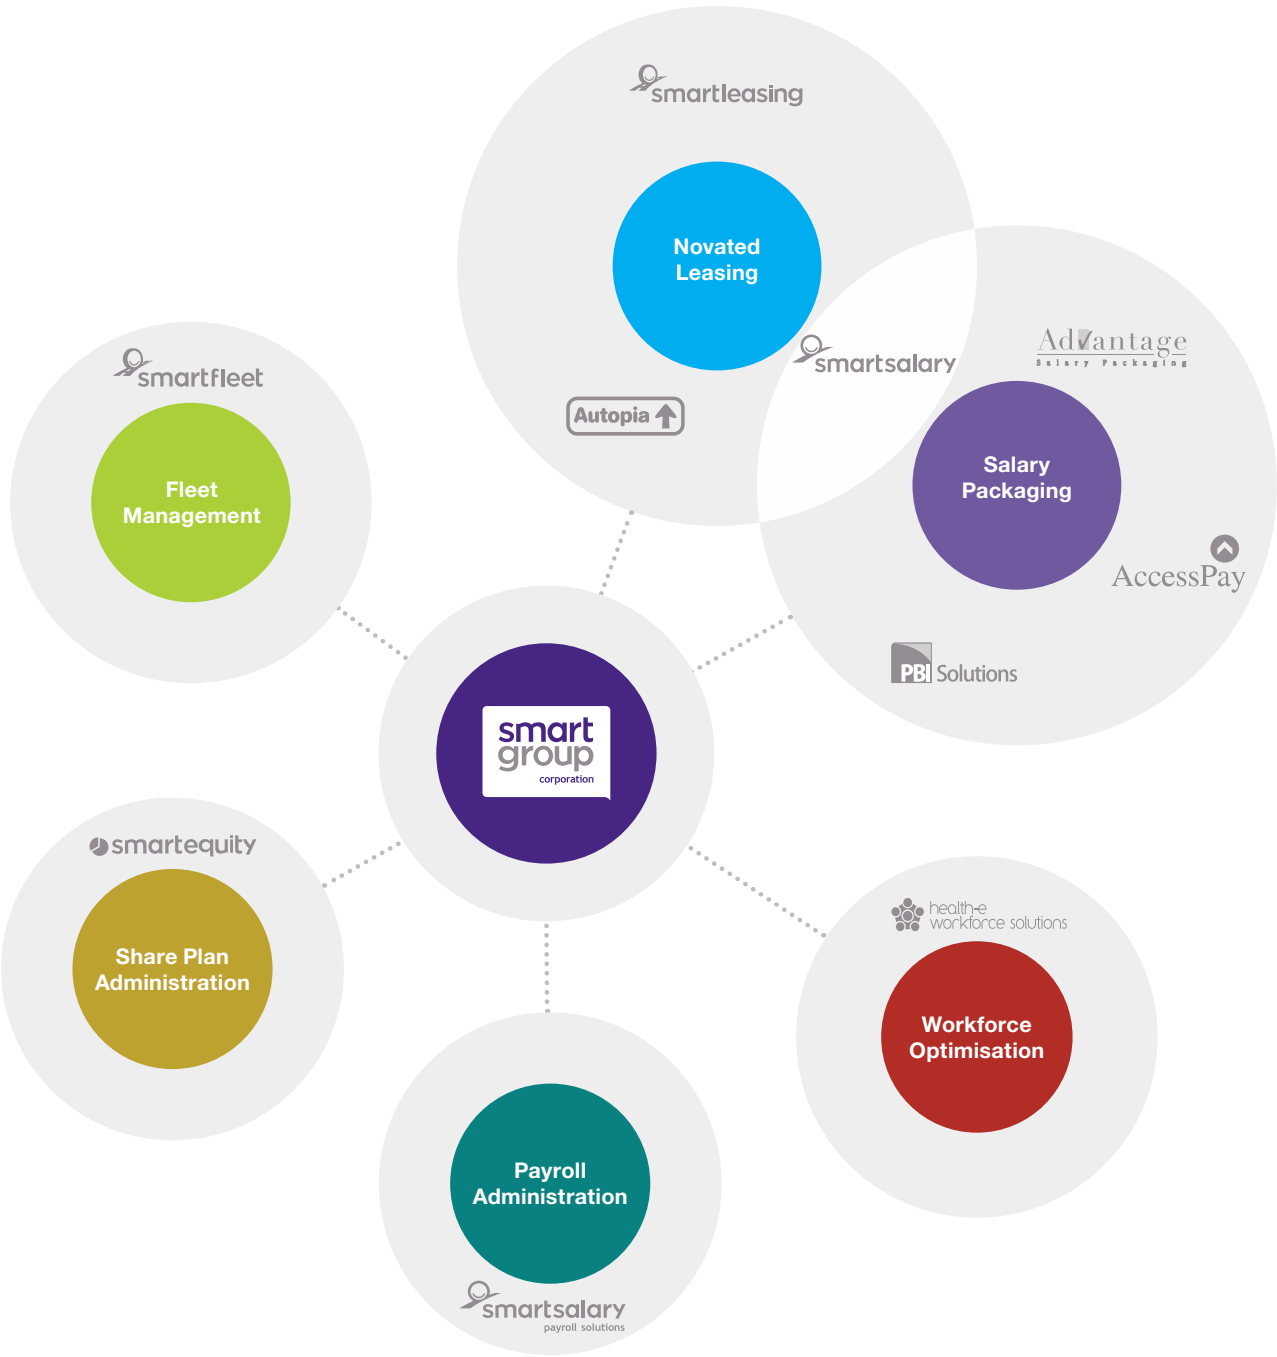 smartleasing
Novated
Leasing
smartsalary
Autopia
Advantage
Salary Packaging
Salary
Packaging
AccessPay
PBI Solutions
smartfleet
Fleet
Management
smart
group
corporation
smartequity
Share Plan
Administration
health-e
workforce solutions
Workforce
Optimisation
Payroll
Administration
smartsalary
payroll solutions